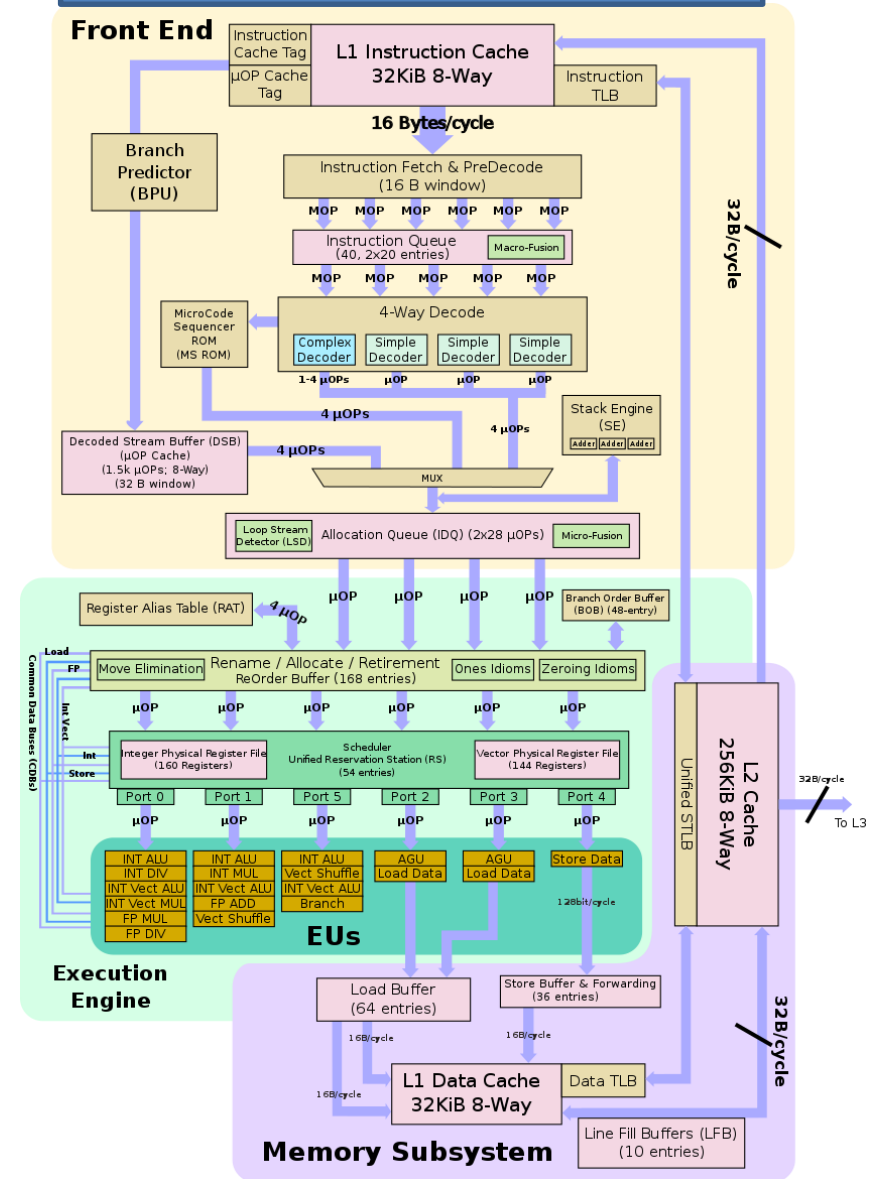 Front End
Instruction
Cache Tag
µOP Cache
Tag
L1 Instruction Cache
32KiB 8-Way
Instruction
TLB
16 Bytes/cycle
Branch
Predictor
(BPU)
Instruction Fetch & PreDecode
(16 B window)
MOP MOP MOP MOP MOP MOP
Instruction Queue
(40, 2x20 entries)
Macro-Fusion
MOP MOP MOP MOP MOP
32B/cycle
MicroCode
Sequencer
ROM
(MS ROM)
4-Way Decode
Complex
Decoder
Simple
Decoder
Simple
Decoder
Simple
Decoder
1-4 µOPs µOP µOP µOP
4 µOPs
4 µOPs
Stack Engine
(SE)
Adder Adder Adder
Decoded Stream Buffer (DSB)
(µOP Cache)
(1.5k µOPs; 8-Way)
(32 B window)
4 µOPs
MUX
Loop Stream
Detector (LSD)
Allocation Queue (IDQ) (2x28 µOPs)
Micro-Fusion
µOP µOP µOP µOP
Register Alias Table (RAT)
4 µOP
Branch Order Buffer
(BOB) (48-entry)
Common Data Buses (CDBs)
Load
FP
Int Vect
Int
Store
Move Elimination
Rename / Allocate / Retirement
ReOrder Buffer (168 entries)
Ones Idioms
Zeroing Idioms
µOP µOP µOP µOP µOP µOP
Integer Physical Register File
(160 Registers)
Scheduler
Unified Reservation Station (RS)
(54 entries)
Vector Physical Register File
(144 Registers)
Port 0 Port 1 Port 5 Port 2 Port 3 Port 4
µOP µOP µOP µOP µOP µOP
INT ALU
INT DIV
INT Vect ALU
INT Vect MUL
FP MUL
FP DIV
INT ALU
INT MUL
INT Vect ALU
FP ADD
Vect Shuffle
INT ALU
Vect Shuffle
INT Vect ALU
Branch
AGU
Load Data
AGU
Load Data
Store Data
128bit/cycle
EUs
Execution
Engine
Unified STLB
L2 Cache
256KiB 8-Way
32B/cycle
To L3
Load Buffer
(64 entries)
Store Buffer & Forwarding
(36 entries)
16B/cycle
16B/cycle
16B/cycle
32B/cycle
L1 Data Cache
32KiB 8-Way
Data TLB
Line Fill Buffers (LFB)
(10 entries)
Memory Subsystem